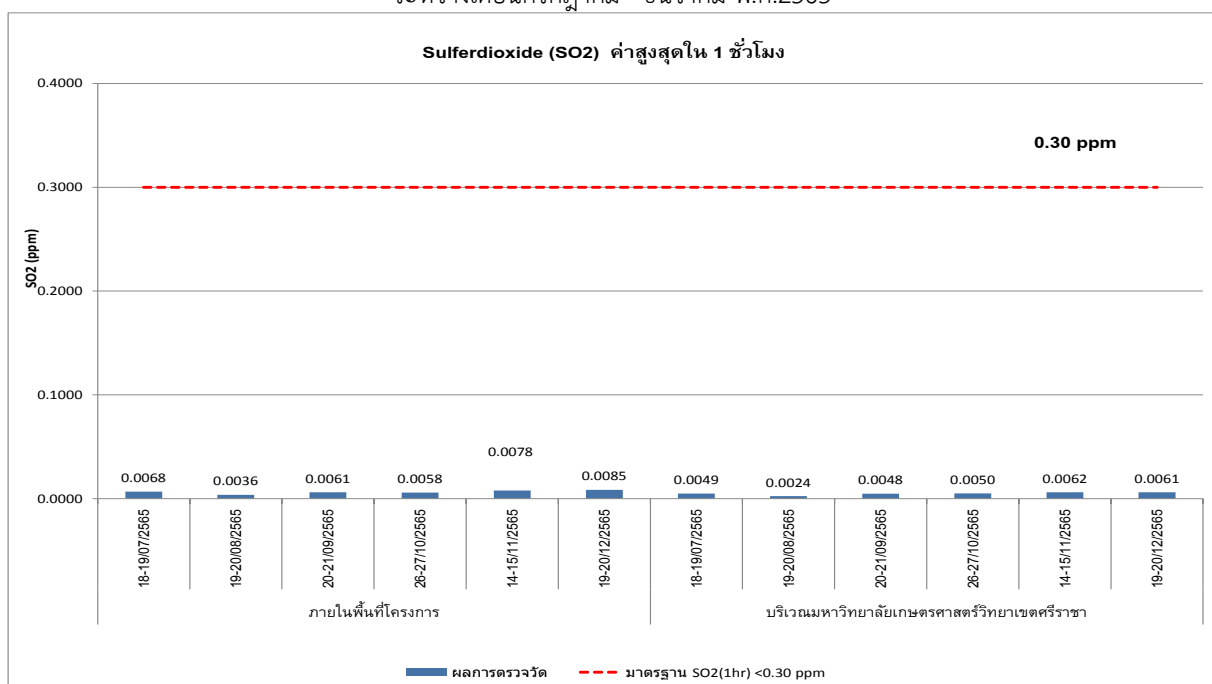 Sulferdioxide (SO2) ค่าสูงสุดใน 1 ชั่วโมง
0.4000
0.30 ppm
0.3000
SO2 (ppm)
0.2000
0.1000
0.0000
0.0068 0.0036 0.0061 0.0058 0.0078 0.0085 0.0049 0.0024 0.0048 0.0050 0.0062 0.0061
18-19/07/2565 19-20/08/2565 20-21/09/2565 26-27/10/2565 14-15/11/2565 19-20/12/2565 18-19/07/2565 19-20/08/2565 20-21/09/2565 26-27/10/2565 14-15/11/2565 19-20/12/2565
ภายในพื้นที่โครงการ บริเวณมหาวิทยาลัยเกษตรศาสตร์วิทยาเขตศรีราชา
ผลการตรวจวัด มาตรฐาน SO2(1hr) <0.30 ppm